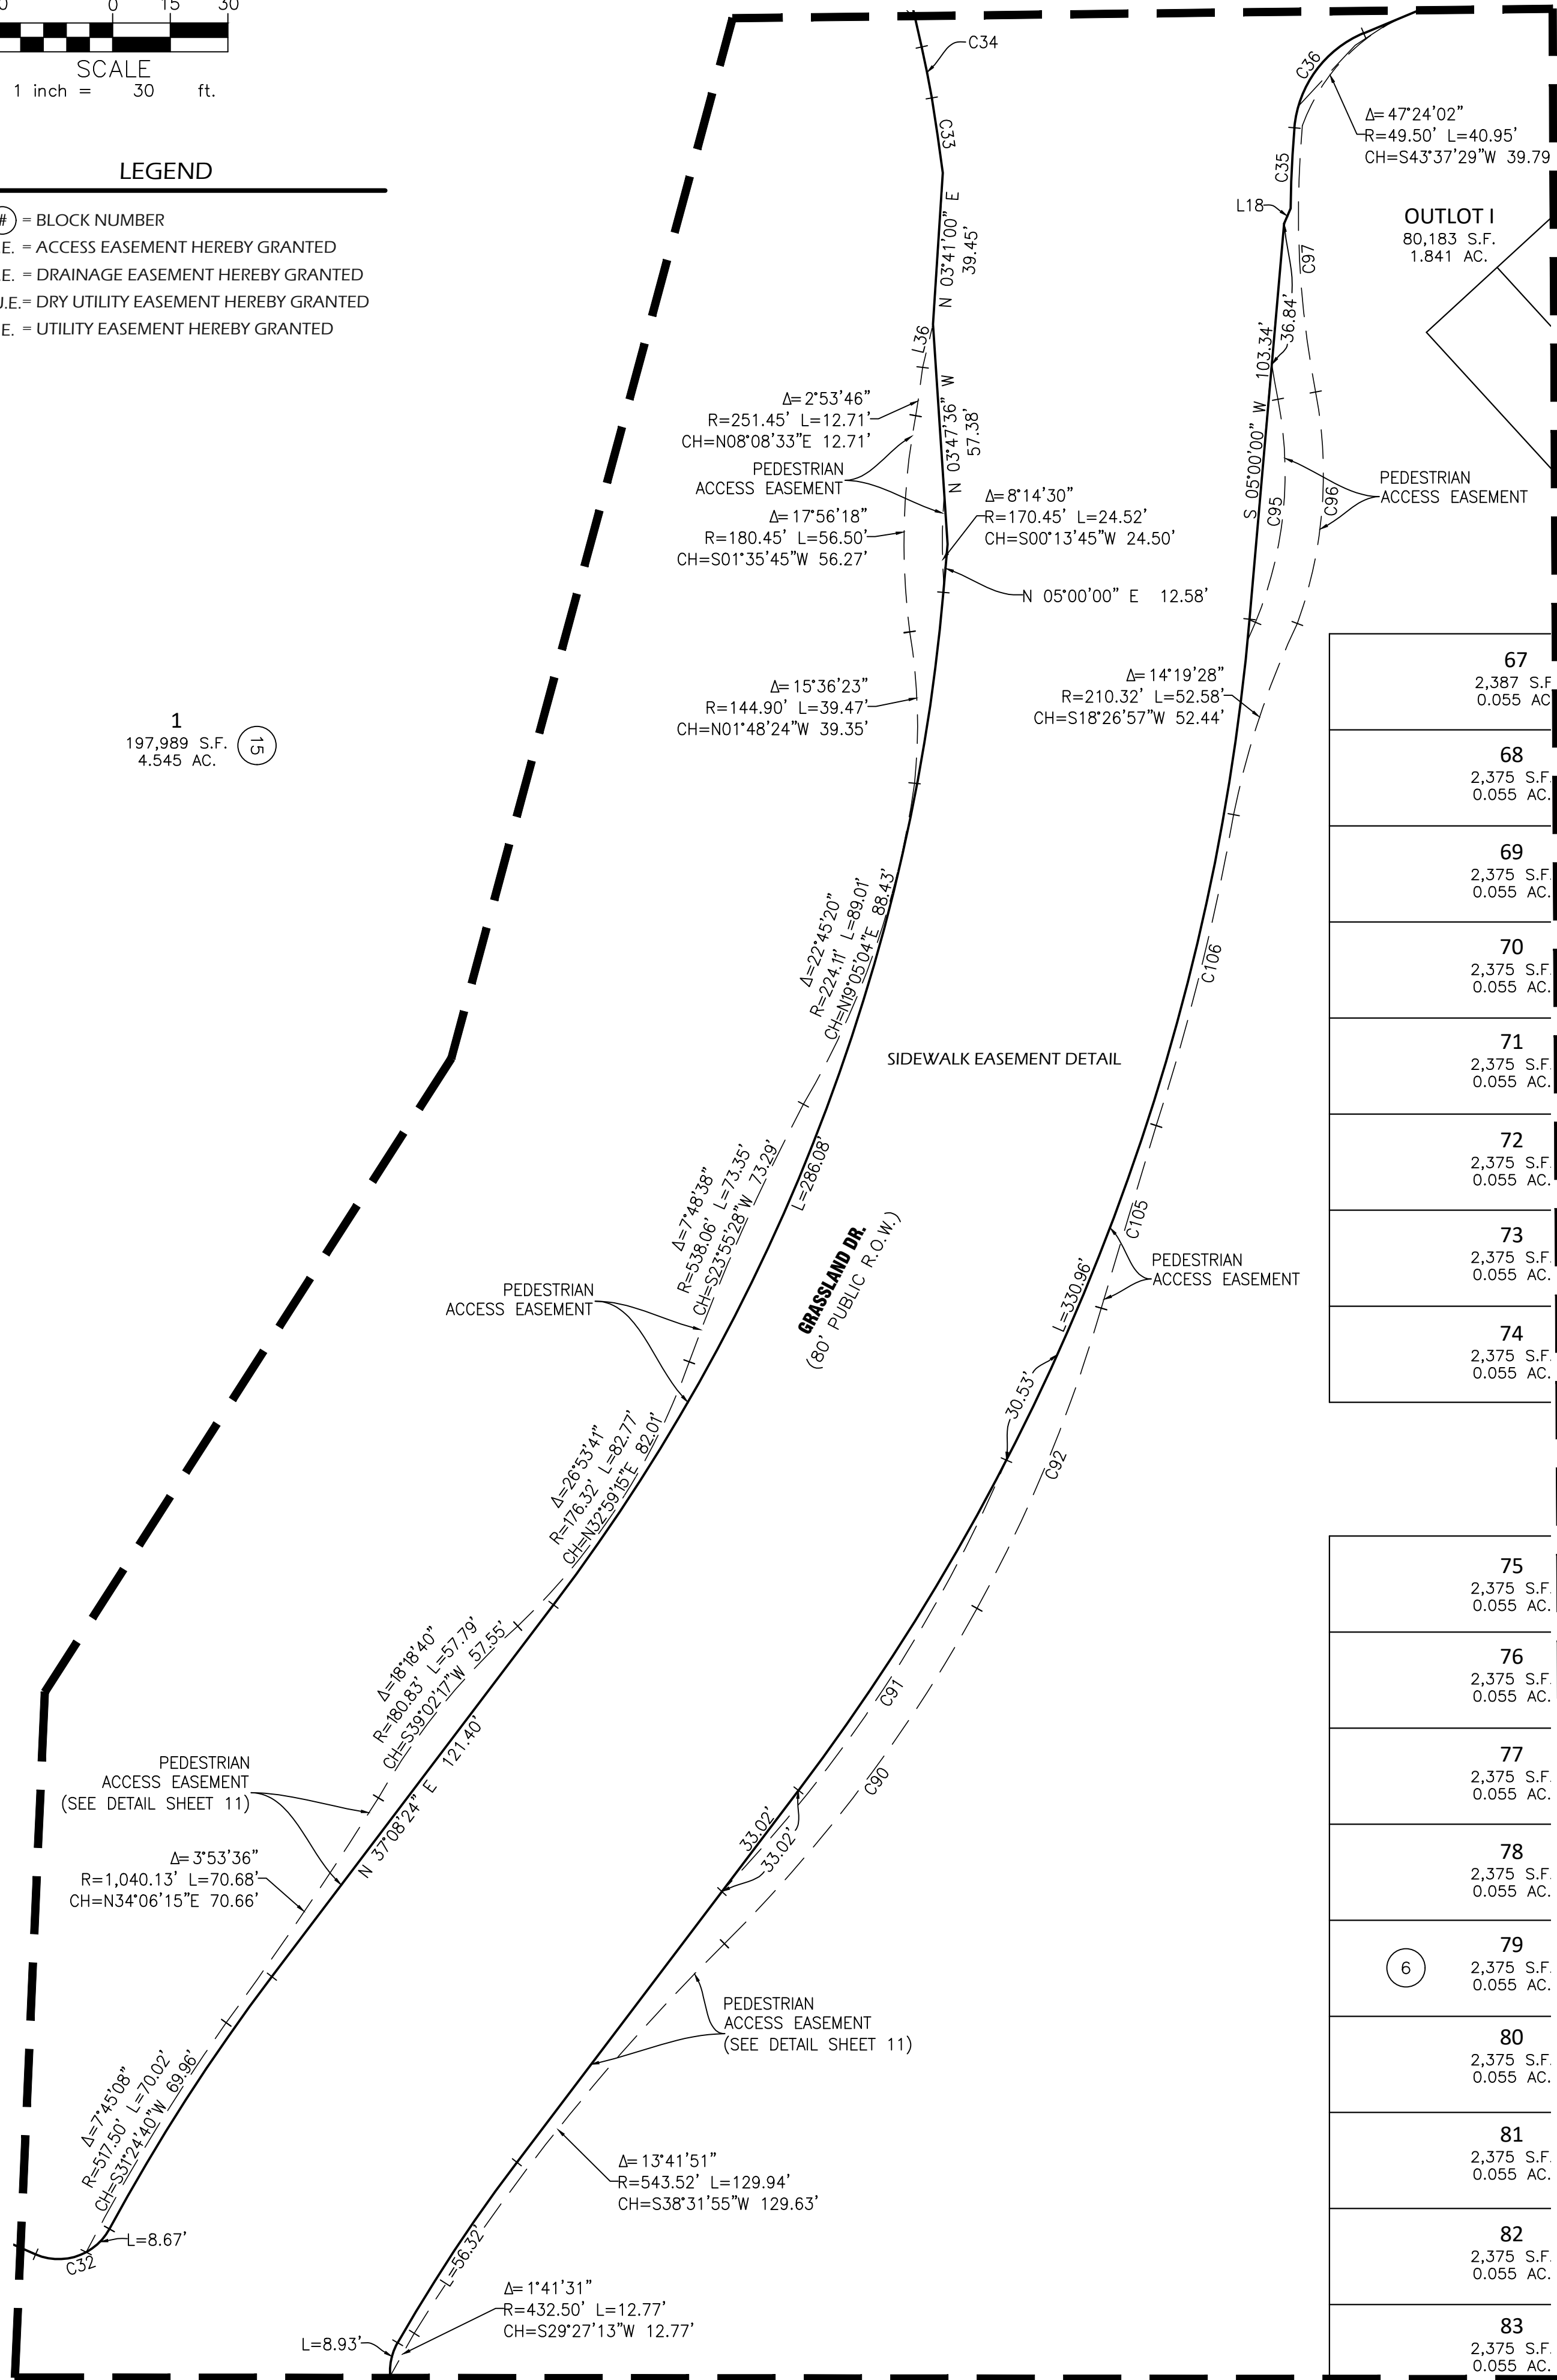 0 15 30
SCALE
1 inch = 30 ft.
LEGEND
# = BLOCK NUMBER
E. = ACCESS EASEMENT HEREBY GRANTED
E. = DRAINAGE EASEMENT HEREBY GRANTED
U.E. = DRY UTILITY EASEMENT HEREBY GRANTED
E. = UTILITY EASEMENT HEREBY GRANTED
C34
C33
N 03°41'00" E
39.45'
L36
N 03°47'36" W
57.38'
Δ=2°53'46"
R=251.45' L=12.71'
CH=N08°08'33"E 12.71'
PEDESTRIAN
ACCESS EASEMENT
Δ=17°56'18"
R=180.45' L=56.50'
CH=S01°35'45"W 56.27'
Δ=8°14'30"
R=170.45' L=24.52'
CH=S00°13'45"W 24.50'
N 05°00'00" E 12.58'
Δ=15°36'23"
R=144.90' L=39.47'
CH=N01°48'24"W 39.35'
C36
Δ=47°24'02"
R=49.50' L=40.95'
CH=S43°37'29"W 39.79
C35
L18
C97
OUTLOT I
80,183 S.F.
1.841 AC.
36.84'
S 05°00'00" W 103.34'
C95
C96
PEDESTRIAN
ACCESS EASEMENT
Δ=14°19'28"
R=210.32' L=52.58'
CH=S18°26'57"W 52.44'
1
197,989 S.F.
4.545 AC.
15
Δ=22°45'20"
R=224.11' L=89.01'
CH=N19°05'04"E 88.43'
C106
SIDEWALK EASEMENT DETAIL
Δ=7°48'38"
R=538.06' L=73.35'
CH=S23°55'28"W 73.29'
L=286.08'
GRASSLAND DR.
(80' PUBLIC R.O.W.)
C105
PEDESTRIAN
ACCESS EASEMENT
L=330.96'
PEDESTRIAN
ACCESS EASEMENT
30.53'
Δ=26°53'41"
R=176.32' L=82.77'
CH=N32°59'15"E 82.01'
C92
Δ=18°18'40"
R=180.83' L=57.79'
CH=S39°02'17"W 57.55'
C91
C90
N 37°08'24" E 121.40'
PEDESTRIAN
ACCESS EASEMENT
(SEE DETAIL SHEET 11)
33.02'
33.02'
Δ=3°53'36"
R=1,040.13' L=70.68'
CH=N34°06'15"E 70.66'
PEDESTRIAN
ACCESS EASEMENT
(SEE DETAIL SHEET 11)
Δ=7°45'08"
R=517.50' L=70.02'
CH=S31°24'40"W 69.96'
Δ=13°41'51"
R=543.52' L=129.94'
CH=S38°31'55"W 129.63'
L=8.67'
C32
L=56.32'
Δ=1°41'31"
R=432.50' L=12.77'
CH=S29°27'13"W 12.77'
L=8.93'
67
2,387 S.F
0.055 AC
68
2,375 S.F.
0.055 AC.
69
2,375 S.F.
0.055 AC.
70
2,375 S.F.
0.055 AC.
71
2,375 S.F.
0.055 AC.
72
2,375 S.F.
0.055 AC.
73
2,375 S.F.
0.055 AC.
74
2,375 S.F.
0.055 AC.
75
2,375 S.F.
0.055 AC.
76
2,375 S.F.
0.055 AC.
77
2,375 S.F.
0.055 AC.
78
2,375 S.F.
0.055 AC.
6
79
2,375 S.F.
0.055 AC.
80
2,375 S.F.
0.055 AC.
81
2,375 S.F.
0.055 AC.
82
2,375 S.F.
0.055 AC.
83
2,375 S.F.
0.055 AC.